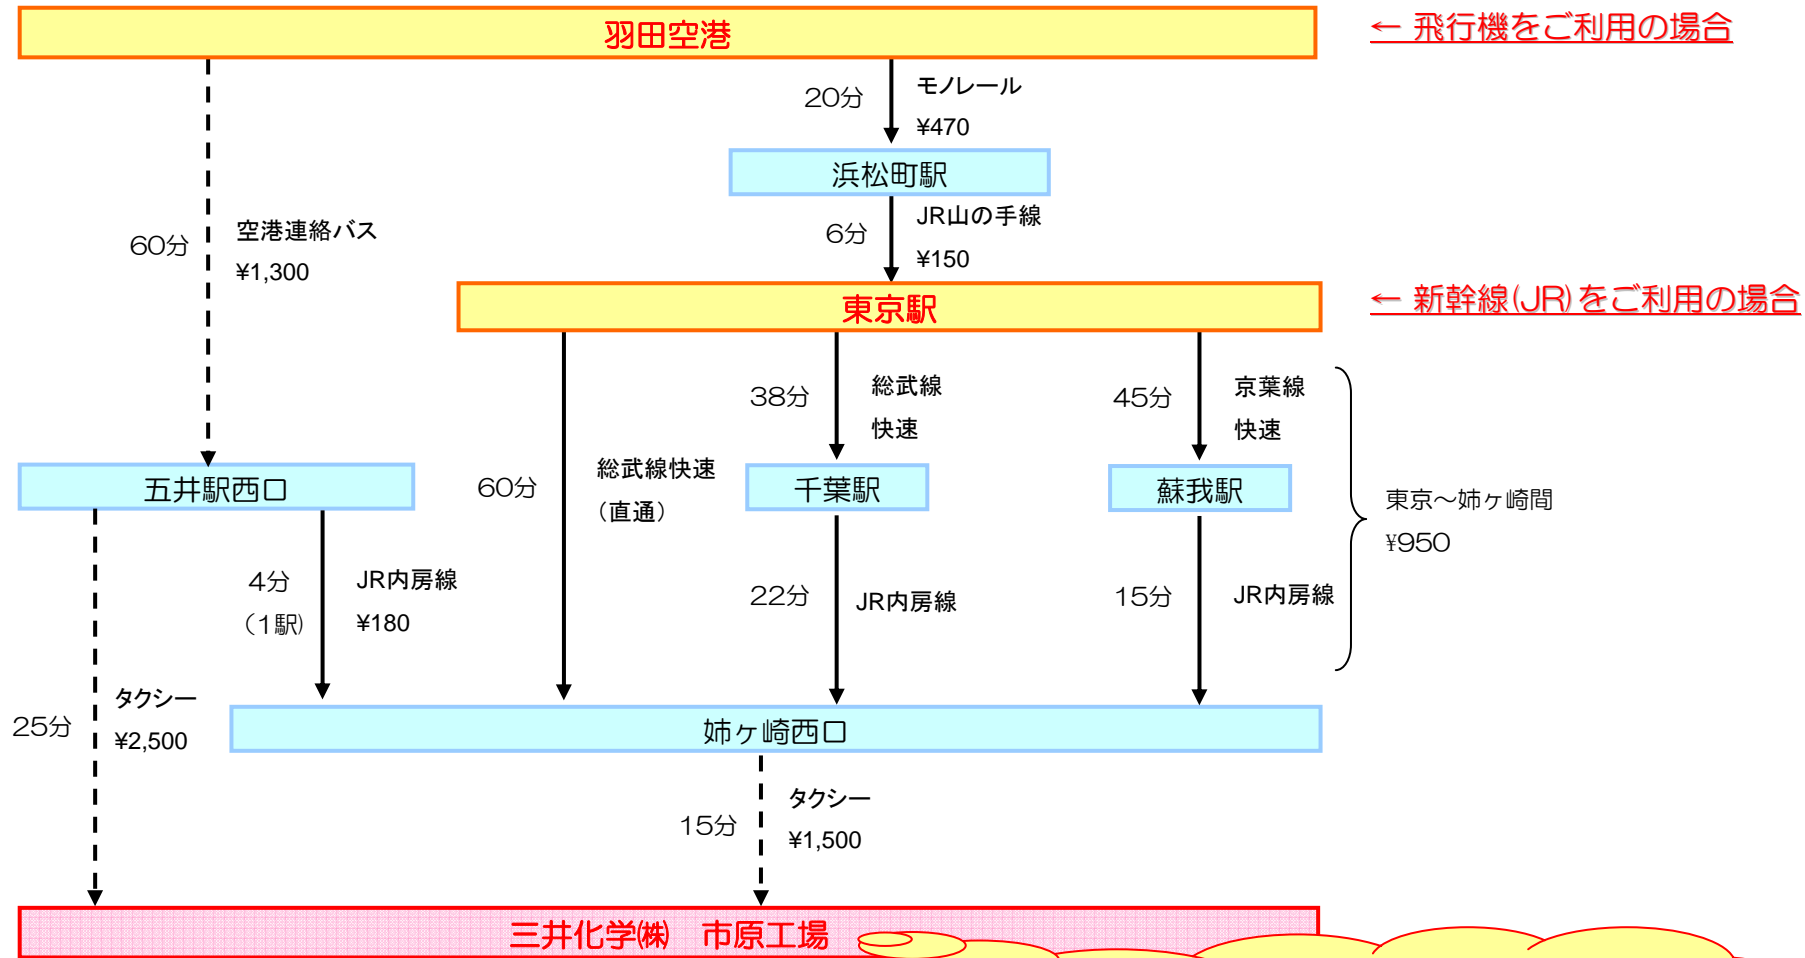 羽田空港
← 飛行機をご利用の場合
20分
モノレール
¥470
浜松町駅
6分
JR山の手線
¥150
60分
空港連絡バス
¥1,300
東京駅
← 新幹線(JR)をご利用の場合
60分
総武線快速
（直通）
38分
総武線
快速
45分
京葉線
快速
五井駅西口
千葉駅
蘇我駅
東京～姉ヶ崎間
¥950
4分
（1駅）
JR内房線
¥180
22分
JR内房線
15分
JR内房線
25分
タクシー
¥2,500
姉ヶ崎西口
15分
タクシー
¥1,500
三井化学㈱　市原工場